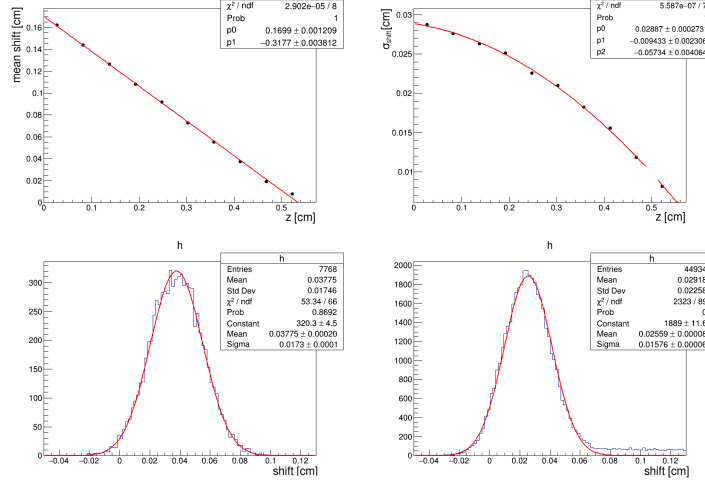 χ² / ndf 2.902e−05 / 8
Prob 1
p0 0.1699 ± 0.001209
p1 −0.3177 ± 0.003812
mean shift [cm]
0.16
0.14
0.12
0.1
0.08
0.06
0.04
0.02
0
0 0.1 0.2 0.3 0.4 0.5
z [cm]
χ² / ndf 5.587e−07 / 7
Prob
p0 0.02887 ± 0.000273
p1 −0.009433 ± 0.002306
p2 −0.05734 ± 0.004064
σshift [cm]
0.03
0.025
0.02
0.015
0.01
0 0.1 0.2 0.3 0.4 0.5
z [cm]
h
h
Entries 7768
Mean 0.03775
Std Dev 0.01746
χ² / ndf 53.34 / 66
Prob 0.8692
Constant 320.3 ± 4.5
Mean 0.03775 ± 0.00020
Sigma 0.0173 ± 0.0001
300
250
200
150
100
50
0
−0.04 −0.02 0 0.02 0.04 0.06 0.08 0.1 0.12
shift [cm]
h
h
Entries 44934
Mean 0.02918
Std Dev 0.02258
χ² / ndf 2323 / 89
Prob 0
Constant 1889 ± 11.6
Mean 0.02559 ± 0.00008
Sigma 0.01576 ± 0.00006
2000
1800
1600
1400
1200
1000
800
600
400
200
0
−0.04 −0.02 0 0.02 0.04 0.06 0.08 0.1 0.12
shift [cm]